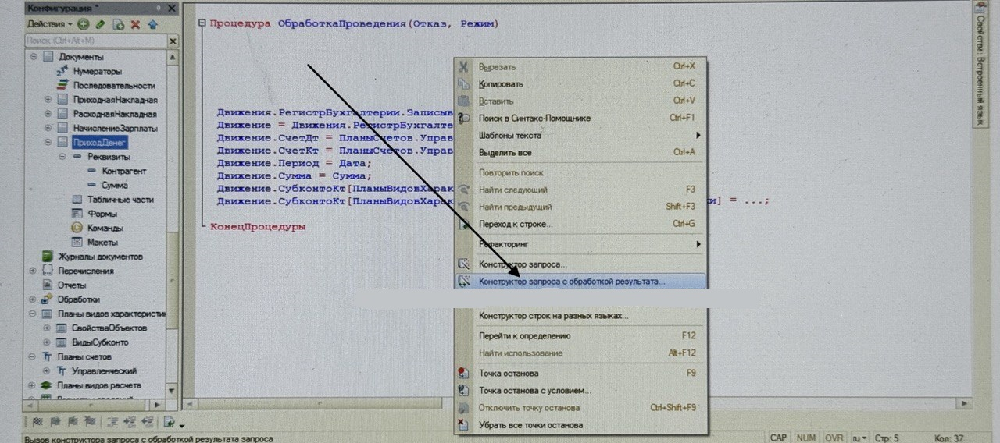 Конфигурация *
Действия
Поиск (Ctrl+Alt+M)
Документы
Нумераторы
Последовательности
ПриходнаяНакладная
РасходнаяНакладная
НачислениеЗарплаты
ПриходДенег
Реквизиты
Контрагент
Сумма
Табличные части
Формы
Команды
Макеты
Журналы документов
Перечисления
Отчеты
Обработки
Планы видов характеристик
СвойстваОбъектов
ВидыСубконто
Планы счетов
Управленческий
Планы видов расчета
Процедура ОбработкаПроведения(Отказ, Режим)
Движения.РегистрБухгалтерии.Записыв
Движение = Движения.РегистрБухгалте
Движение.СчетДт = ПланыСчетов.Управ
Движение.СчетКт = ПланыСчетов.Управ
Движение.Период = Дата;
Движение.Сумма = Сумма;
Движение.СубконтоКт[ПланыВидовХарак
Движение.СубконтоКт[ПланыВидовХарак и] = ...;
КонецПроцедуры
Вырезать Ctrl+X
Копировать Ctrl+C
Вставить Ctrl+V
Поиск в Синтакс-Помощнике Ctrl+F1
Шаблоны текста
Выделить все Ctrl+A
Повторить поиск
Найти следующий F3
Найти предыдущий Shift+F3
Переход к строке... Ctrl+G
Рефакторинг
Конструктор запроса...
Конструктор запроса с обработкой результата...
Конструктор строк на разных языках...
Перейти к определению F12
Найти использование Alt+F12
Точка останова F9
Точка останова с условием...
Отключить точку останова Ctrl+Shift+F9
Убрать все точки останова
Свойства: Встроенный язык
Вызов конструктора запроса с обработкой результата запроса
CAP NUM OVR ru Стр: 5 Кол: 37